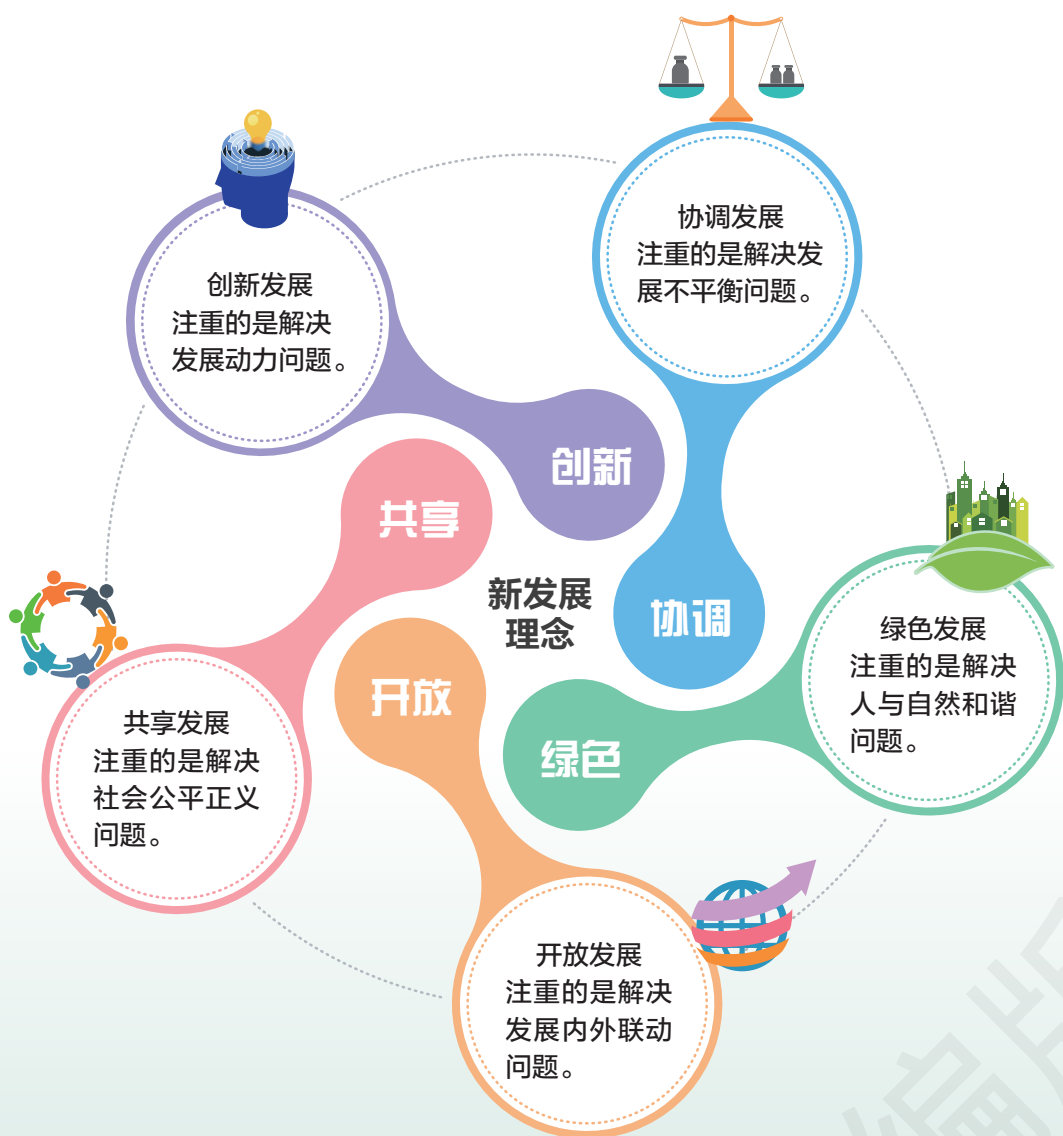 协调发展
注重的是解决发
展不平衡问题。
创新发展
注重的是解决
发展动力问题。
创新
共享
新发展
理念
协调
绿色发展
注重的是解决
人与自然和谐
问题。
开放
绿色
共享发展
注重的是解决
社会公平正义
问题。
开放发展
注重的是解决
发展内外联动
问题。